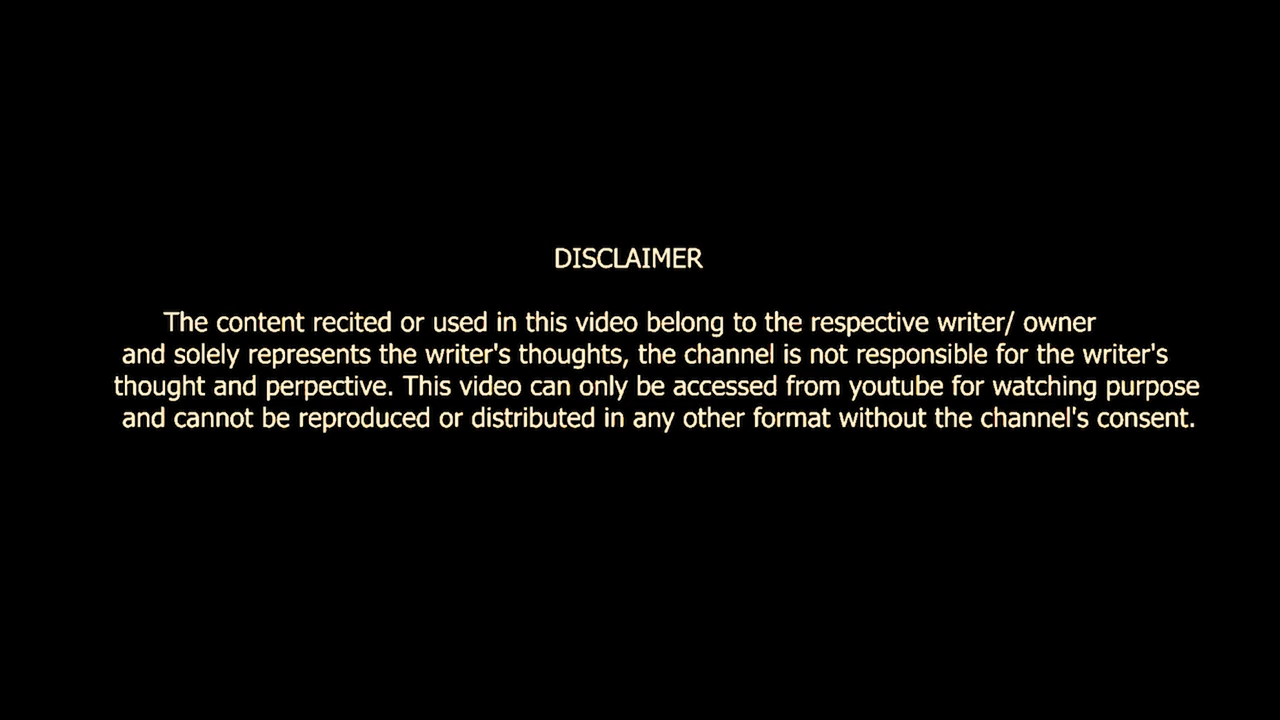 DISCLAIMER
The content recited or used in this video belong to the respective writer/ owner
and solely represents the writer's thoughts, the channel is not responsible for the writer's
thought and perpective. This video can only be accessed from youtube for watching purpose
and cannot be reproduced or distributed in any other format without the channel's consent.